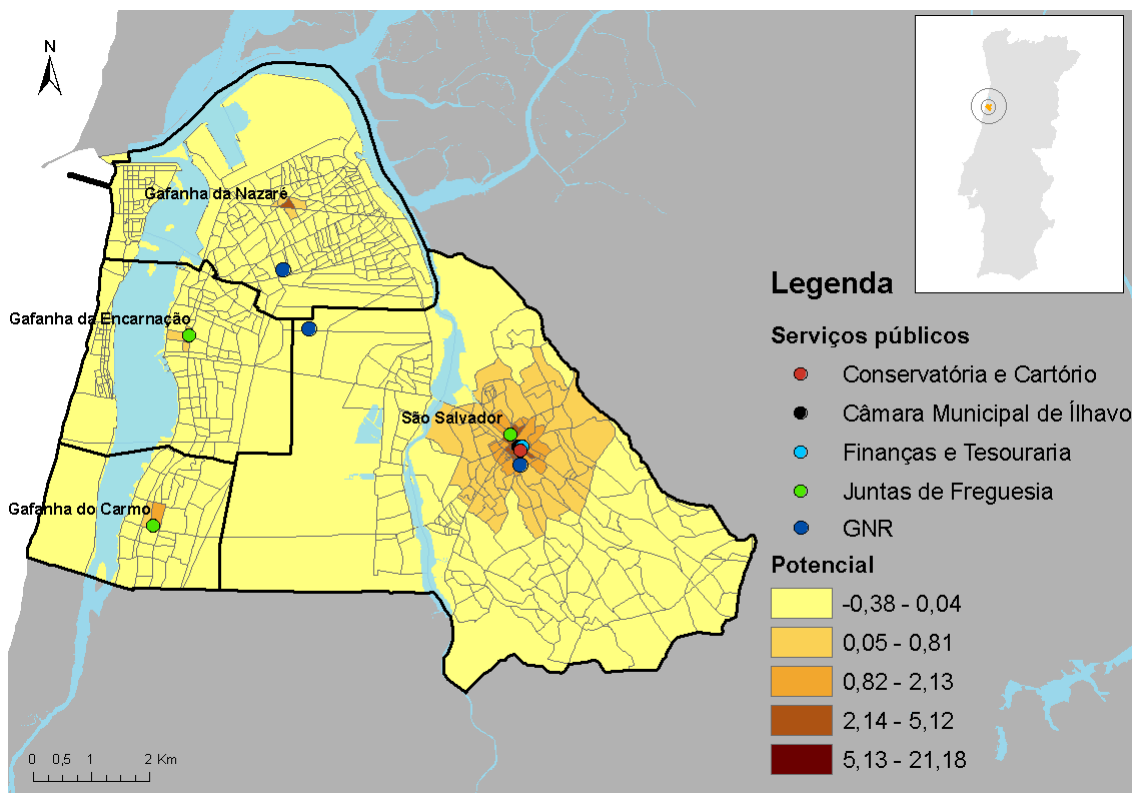 N
Gafanha da Nazaré
Gafanha da Encarnação
São Salvador
Gafanha do Carmo
0 0,5 1 2 Km
Legenda
Serviços públicos
Conservatória e Cartório
Câmara Municipal de Ílhavo
Finanças e Tesouraria
Juntas de Freguesia
GNR
Potencial
-0,38 - 0,04
0,05 - 0,81
0,82 - 2,13
2,14 - 5,12
5,13 - 21,18